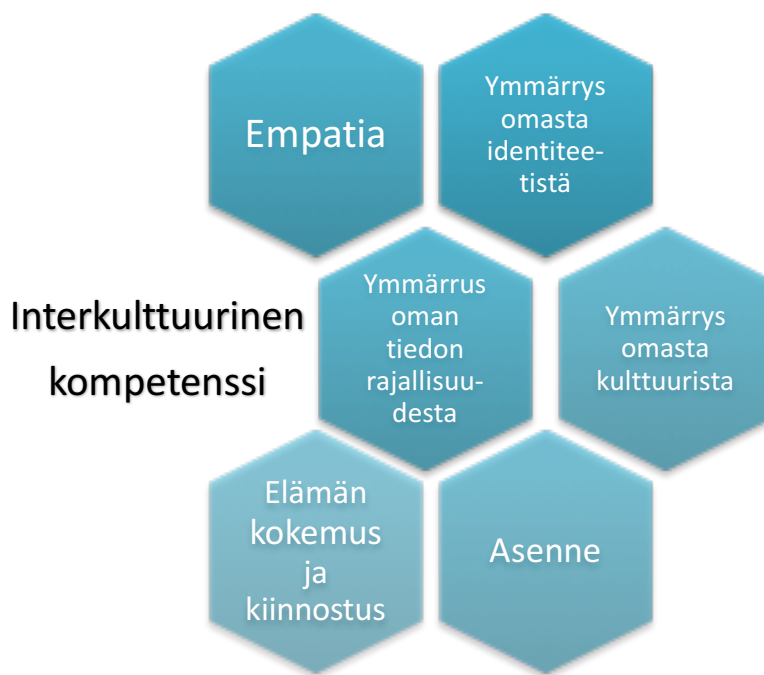 Empatia
Ymmärrys
omasta
identitee-
tistä
Interkulttuurinen
kompetenssi
Ymmärrus
oman
tiedon
rajallisuu-
desta
Ymmärrys
omasta
kulttuurista
Elämän
kokemus
ja
kiinnostus
Asenne